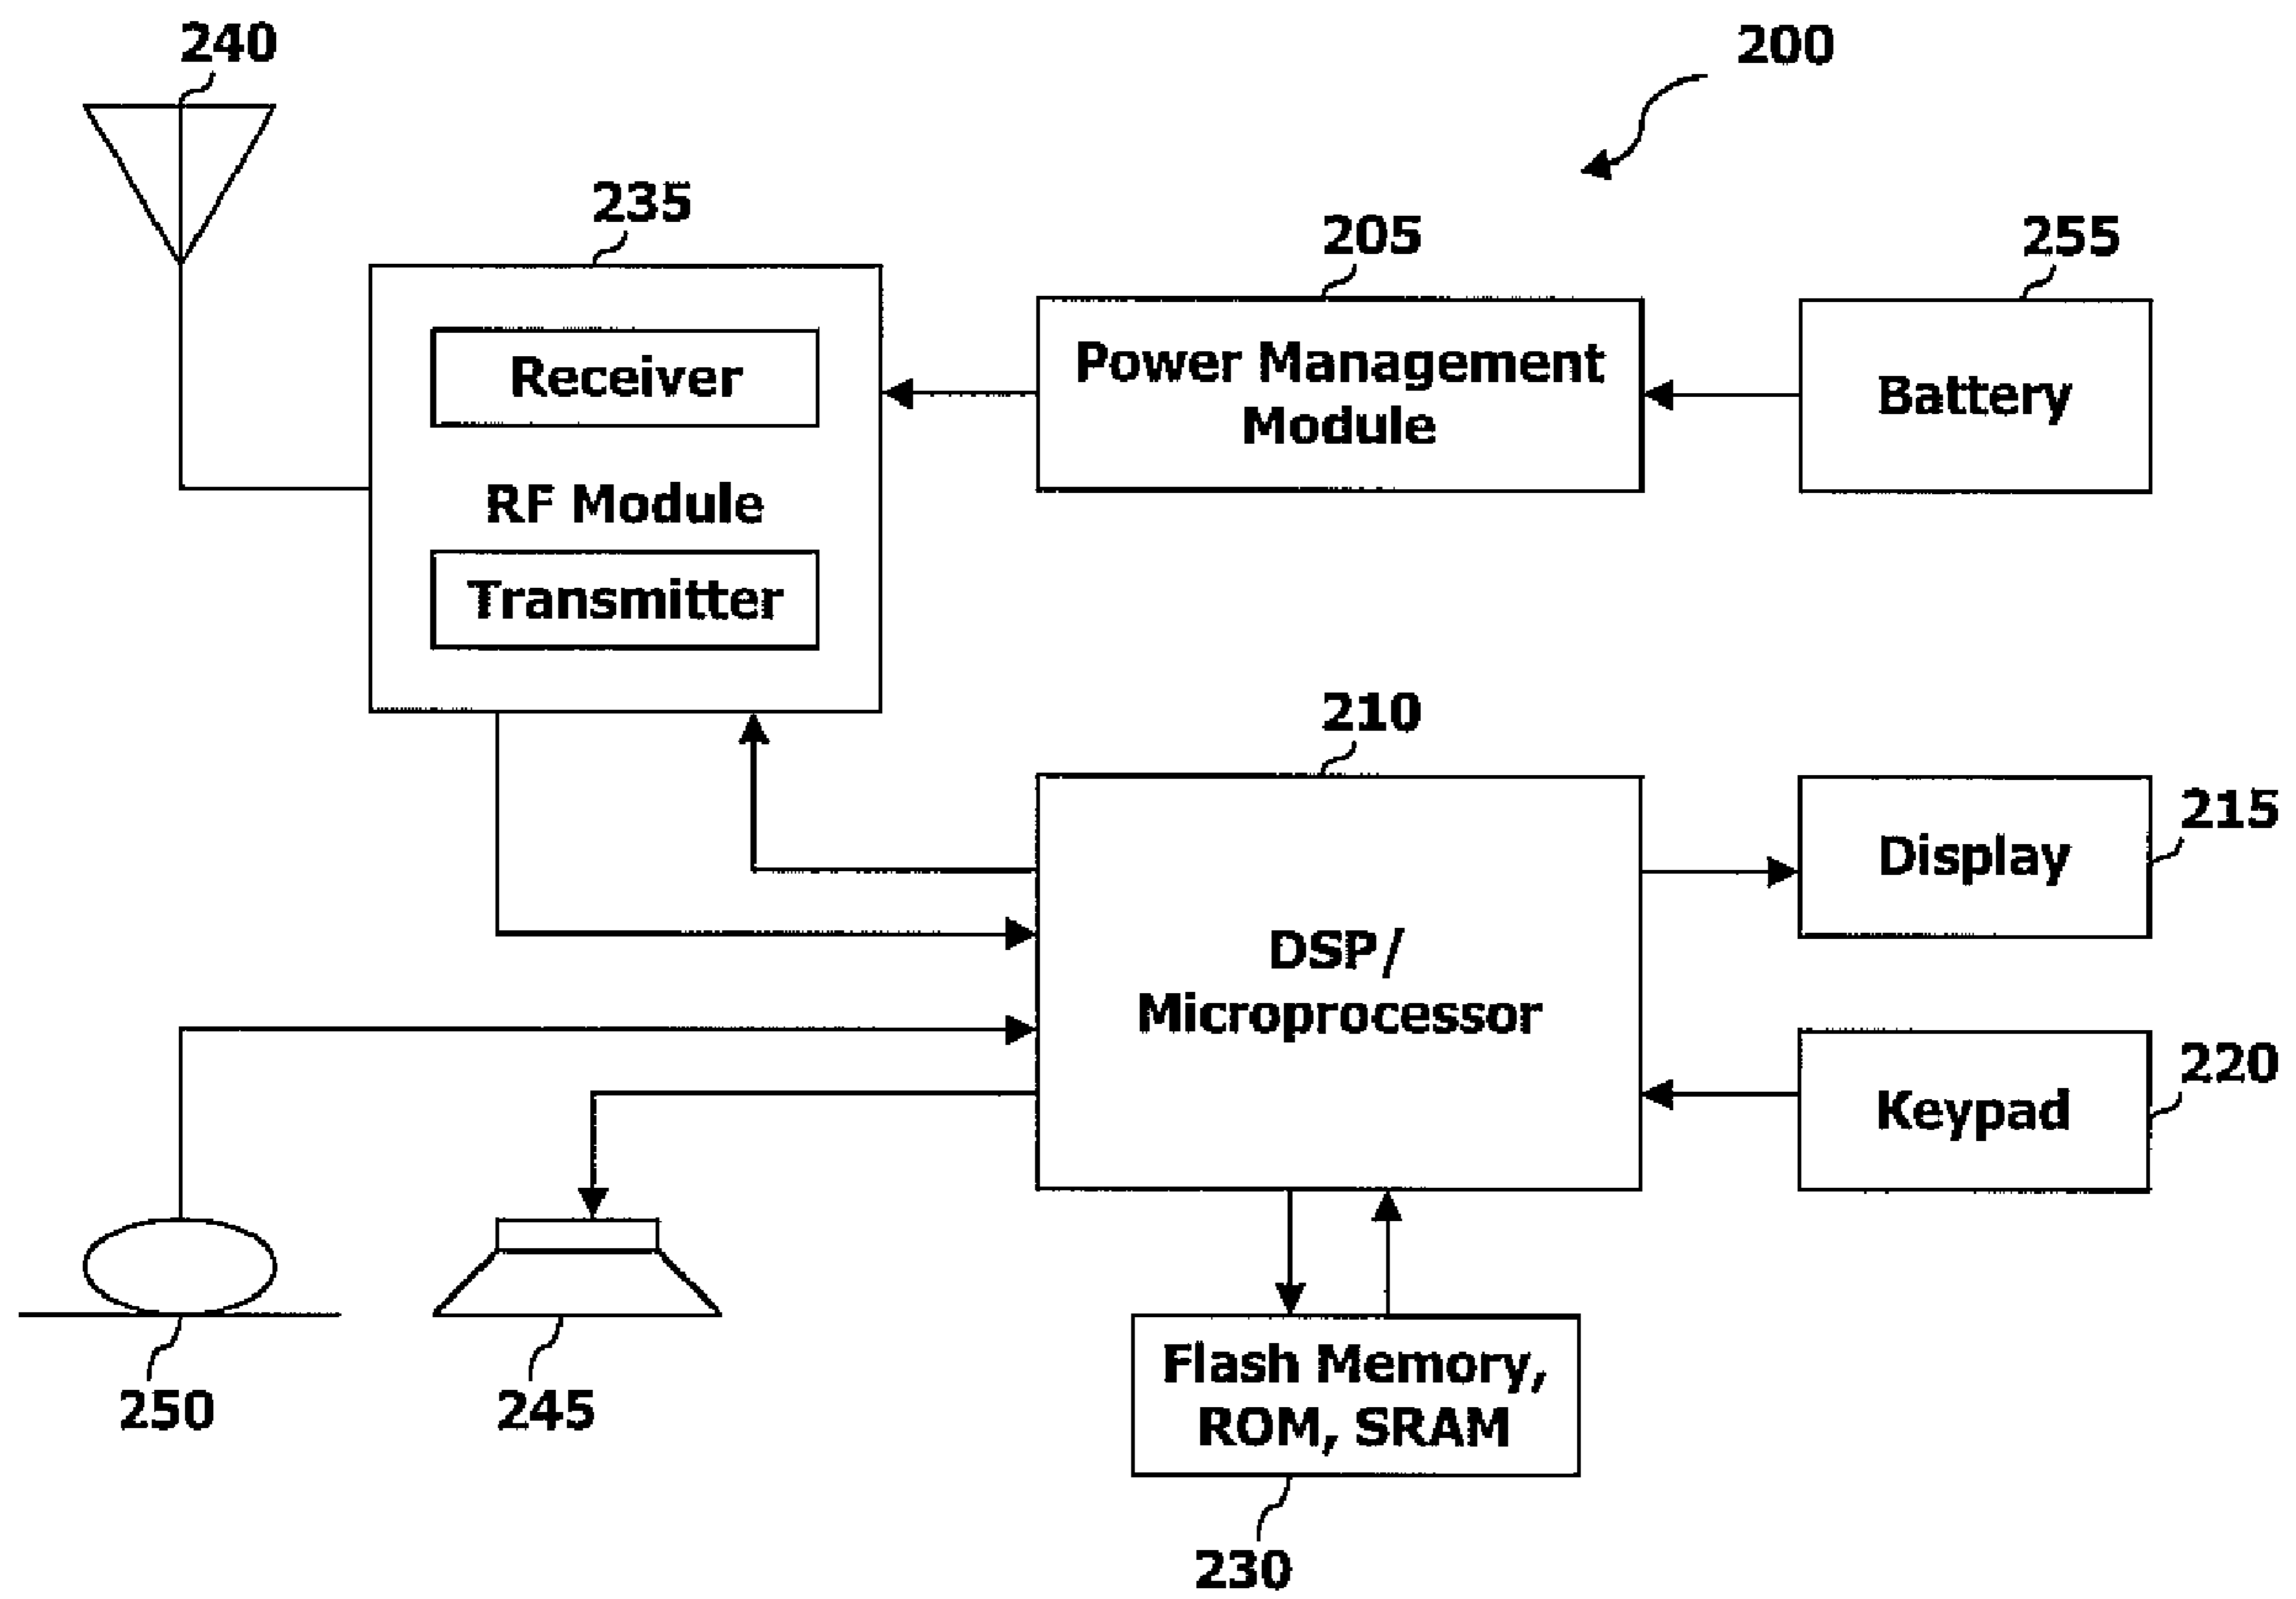 240
200
235
205
255
Receiver
Power Management
Module
Battery
RF Module
Transmitter
210
215
Display
DSP/
Microprocessor
220
Keypad
250
245
Flash Memory,
ROM, SRAM
230